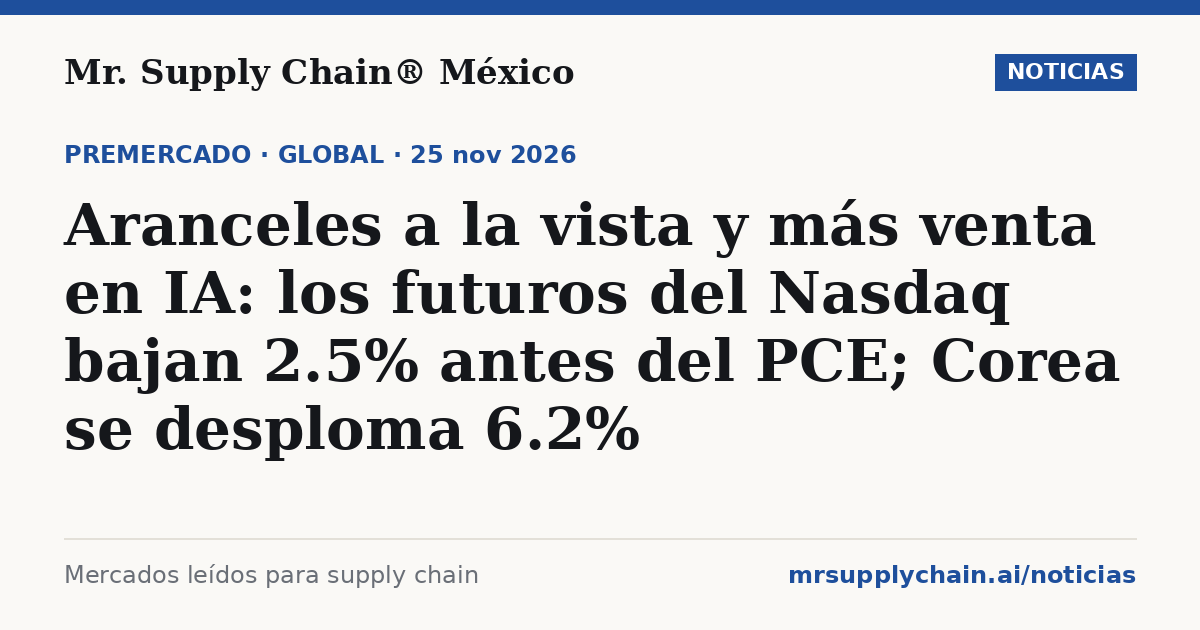 Mr. Supply Chain® México
NOTICIAS
PREMERCADO · GLOBAL · 25 nov 2026
Aranceles a la vista y más venta
en IA: los futuros del Nasdaq
bajan 2.5% antes del PCE; Corea
se desploma 6.2%
Mercados leídos para supply chain
mrsupplychain.ai/noticias